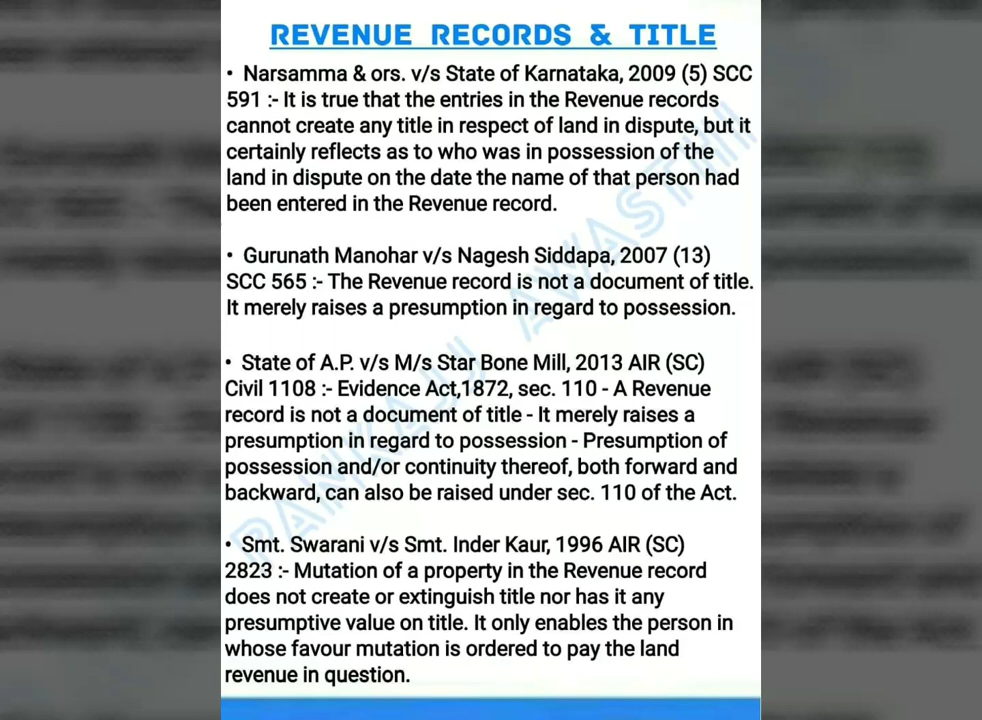 REVENUE RECORDS & TITLE
• Narsamma & ors. v/s State of Karnataka, 2009 (5) SCC
591 :- It is true that the entries in the Revenue records
cannot create any title in respect of land in dispute, but it
certainly reflects as to who was in possession of the
land in dispute on the date the name of that person had
been entered in the Revenue record.
• Gurunath Manohar v/s Nagesh Siddapa, 2007 (13)
SCC 565 :- The Revenue record is not a document of title.
It merely raises a presumption in regard to possession.
• State of A.P. v/s M/s Star Bone Mill, 2013 AIR (SC)
Civil 1108 :- Evidence Act,1872, sec. 110 - A Revenue
record is not a document of title - It merely raises a
presumption in regard to possession - Presumption of
possession and/or continuity thereof, both forward and
backward, can also be raised under sec. 110 of the Act.
• Smt. Swarani v/s Smt. Inder Kaur, 1996 AIR (SC)
2823 :- Mutation of a property in the Revenue record
does not create or extinguish title nor has it any
presumptive value on title. It only enables the person in
whose favour mutation is ordered to pay the land
revenue in question.